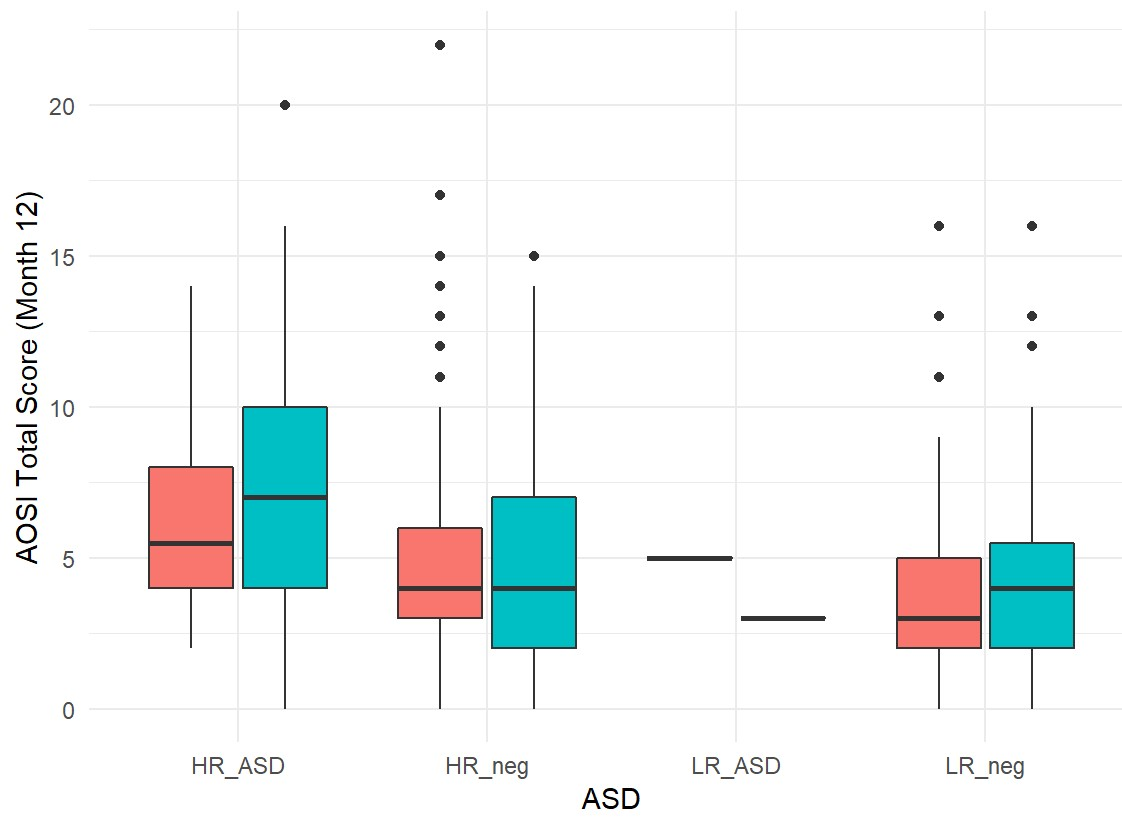 AOSI Total Score (Month 12)
20
15
10
5
0
HR_ASD HR_neg LR_ASD LR_neg
ASD